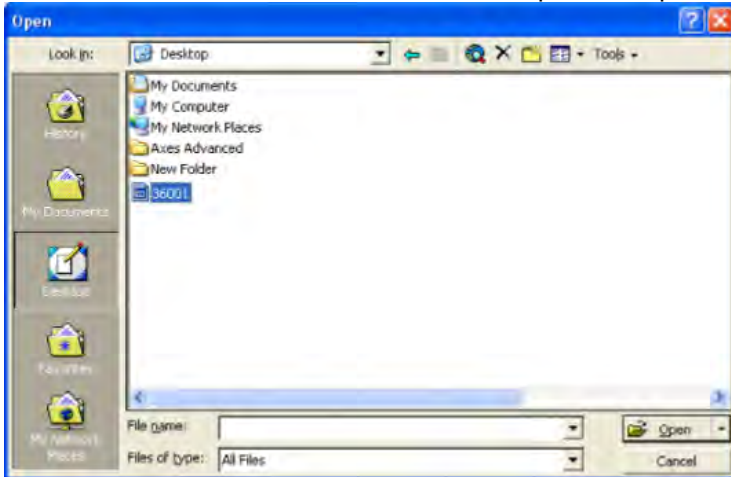 Open
Look in:
Desktop
Tools
History
My Documents
Desktop
Favorites
My Network
Places
My Documents
My Computer
My Network Places
Axes Advanced
New Folder
36001
File name:
Open
Files of type:
All Files
Cancel